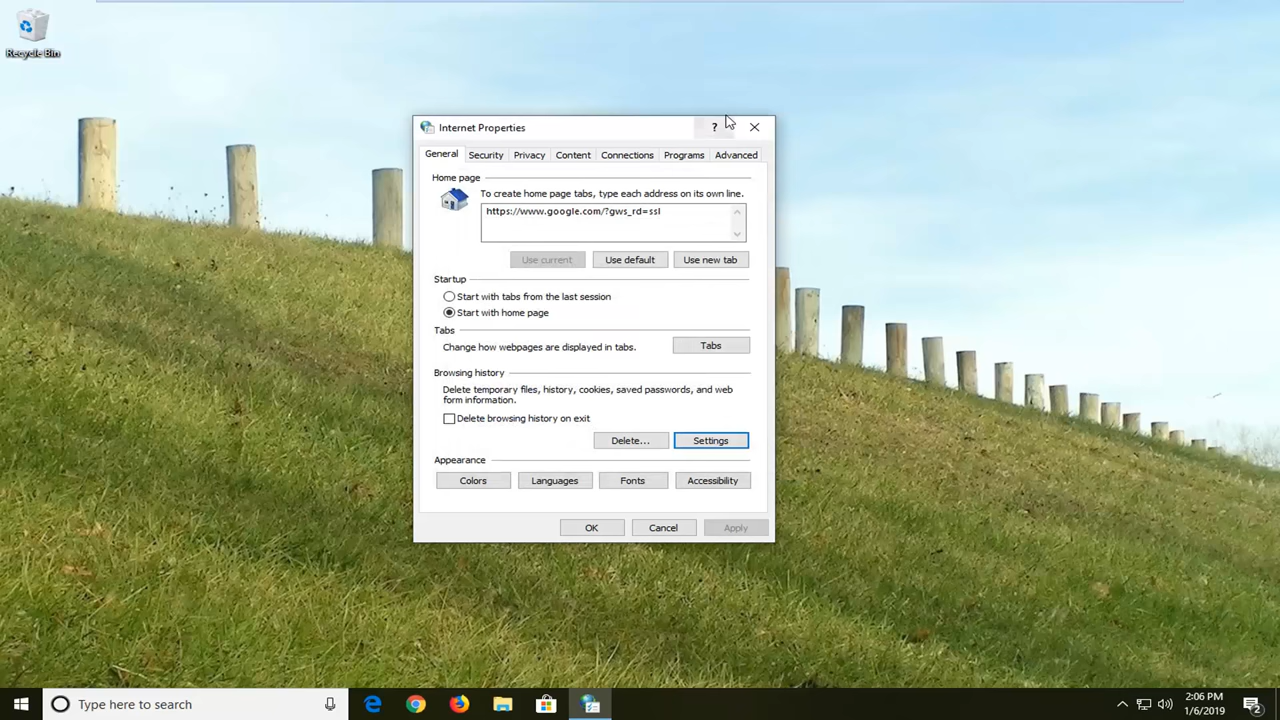 Recycle Bin
Internet Properties
?
General Security Privacy Content Connections Programs Advanced
Home page
To create home page tabs, type each address on its own line.
https://www.google.com/?gws_rd=ssl
Use current Use default Use new tab
Startup
Start with tabs from the last session
Start with home page
Tabs
Change how webpages are displayed in tabs. Tabs
Browsing history
Delete temporary files, history, cookies, saved passwords, and web
form information.
Delete browsing history on exit
Delete... Settings
Appearance
Colors Languages Fonts Accessibility
OK Cancel Apply
Type here to search
2:06 PM
1/6/2019
2